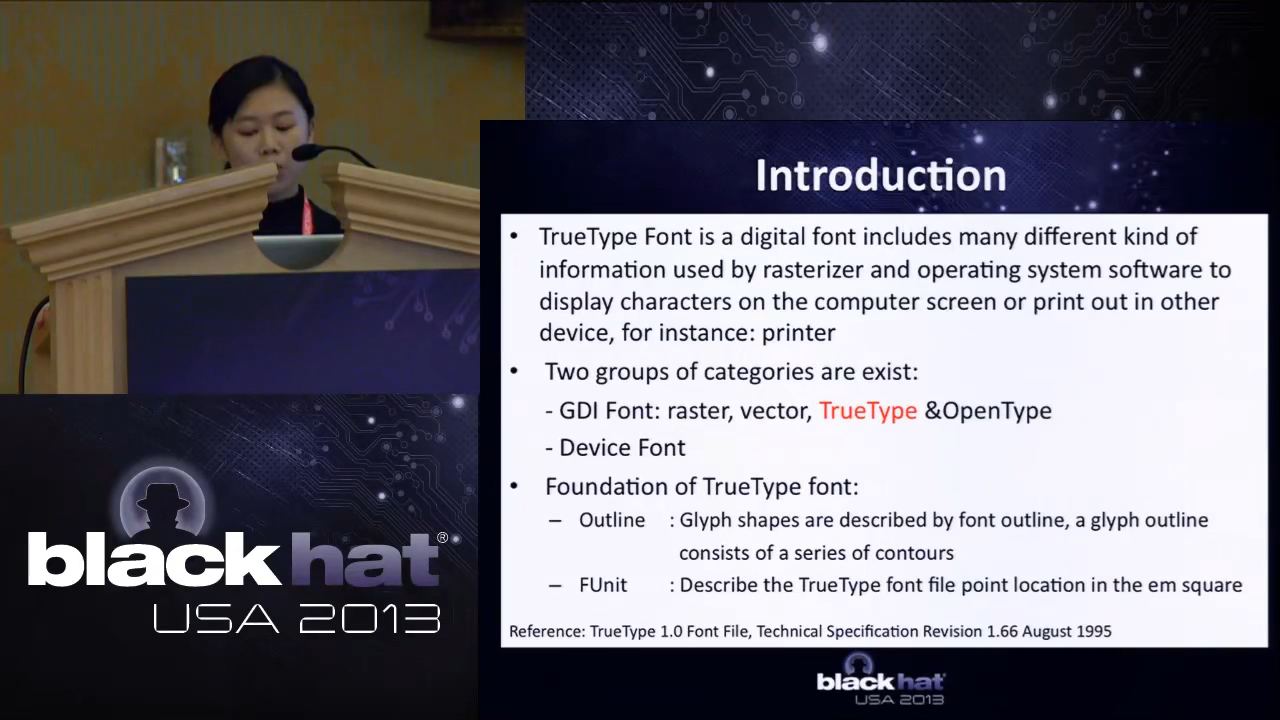 Introduction
• TrueType Font is a digital font includes many different kind of
information used by rasterizer and operating system software to
display characters on the computer screen or print out in other
device, for instance: printer
• Two groups of categories are exist:
- GDI Font: raster, vector, TrueType &OpenType
- Device Font
• Foundation of TrueType font:
– Outline : Glyph shapes are described by font outline, a glyph outline
consists of a series of contours
– FUnit : Describe the TrueType font file point location in the em square
Reference: TrueType 1.0 Font File, Technical Specification Revision 1.66 August 1995
black hat
USA 2013
black hat®
USA 2013